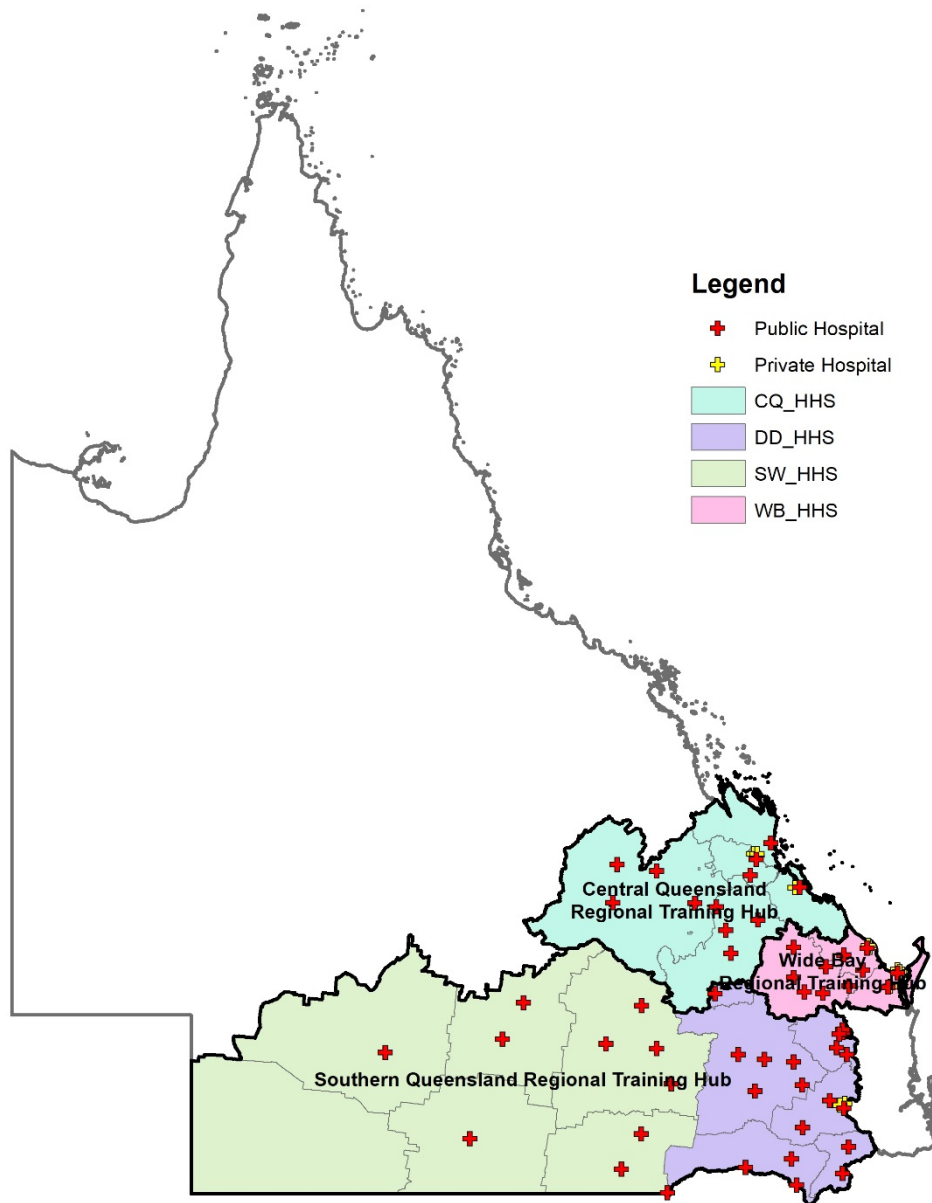 Legend
Public Hospital
Private Hospital
CQ_HHS
DD_HHS
SW_HHS
WB_HHS
Central Queensland
Regional Training Hub
Wide Bay
Regional Training Hub
Southern Queensland Regional Training Hub